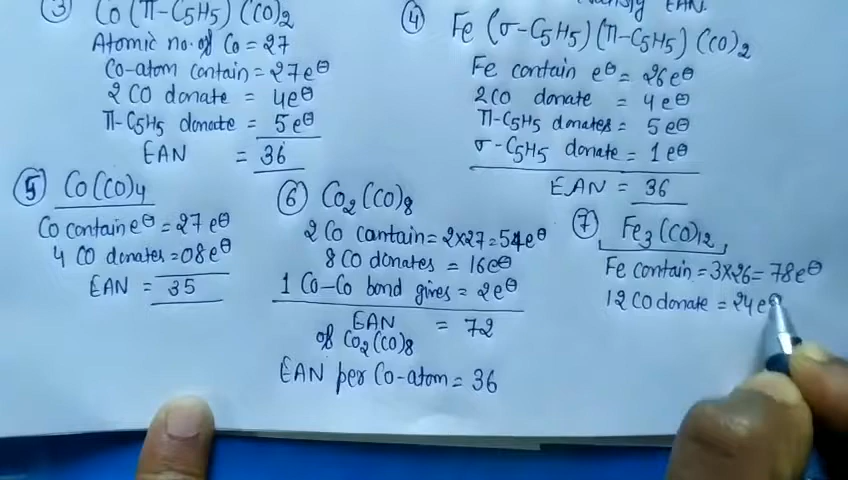 ③ Co(π-C5H5)(CO)2
Atomic no. of Co = 27
Co-atom contain = 27e⊖
2 CO donate = 4e⊖
π-C5H5 donate = 5e⊖
EAN = 36
EAN.
④ Fe (σ-C5H5)(π-C5H5)(CO)2
Fe contain e⊖ = 26e⊖
2CO donate = 4e⊖
π-C5H5 donates = 5e⊖
σ-C5H5 donate = 1e⊖
EAN = 36
⑤ Co(CO)4
Co contain e⊖ = 27e⊖
4 CO donates = 08e⊖
EAN = 35
⑥ Co2(CO)8
2 Co contain = 2×27 = 54e⊖
8 CO donates = 16e⊖
1 Co-Co bond gives = 2e⊖
EAN = 72
of Co2(CO)8
EAN per Co-atom = 36
⑦ Fe3(CO)12
Fe contain = 3×26 = 78e⊖
12 CO donate = 24e⊖